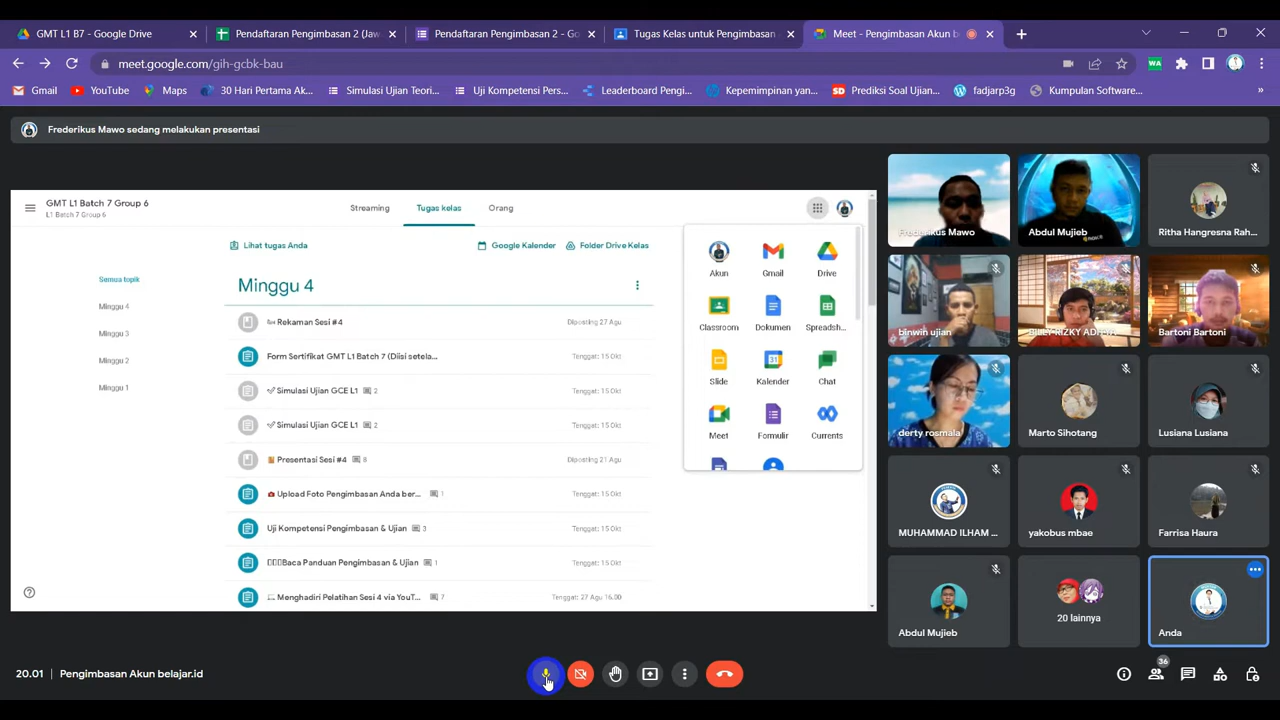 GMT L1 B7 - Google Drive
Pendaftaran Pengimbasan 2 (Jaw
Pendaftaran Pengimbasan 2 - Go
Tugas Kelas untuk Pengimbasan
Meet - Pengimbasan Akun b
meet.google.com/gih-gcbk-bau
Gmail
YouTube
Maps
30 Hari Pertama Ak...
Simulasi Ujian Teori...
Uji Kompetensi Pers...
Leaderboard Pengi...
Kepemimpinan yan...
Prediksi Soal Ujian...
fadjarp3g
Kumpulan Software...
Frederikus Mawo sedang melakukan presentasi
GMT L1 Batch 7 Group 6
L1 Batch 7 Group 6
Streaming
Tugas kelas
Orang
Lihat tugas Anda
Google Kalender
Folder Drive Kelas
Semua topik
Minggu 4
Minggu 3
Minggu 2
Minggu 1
Minggu 4
Rekaman Sesi #4
Diposting 27 Agu
Form Sertifikat GMT L1 Batch 7 (Diisi setela...
Tenggat: 15 Okt
Simulasi Ujian GCE L1 2
Tenggat: 15 Okt
Simulasi Ujian GCE L1 2
Tenggat: 15 Okt
Presentasi Sesi #4 8
Diposting 21 Agu
Upload Foto Pengimbasan Anda ber... 1
Tenggat: 15 Okt
Uji Kompetensi Pengimbasan & Ujian 3
Tenggat: 15 Okt
Baca Panduan Pengimbasan & Ujian 1
Tenggat: 15 Okt
Menghadiri Pelatihan Sesi 4 via YouT... 7
Tenggat: 27 Agu 16.00
Akun
Gmail
Drive
Classroom
Dokumen
Spreadsh...
Slide
Kalender
Chat
Meet
Formulir
Currents
Frederikus Mawo
Abdul Mujieb
Ritha Hangresna Rah...
binwin ujian
BILLY RIZKY ADITYA
Bartoni Bartoni
derty rosmala
Marto Sihotang
Lusiana Lusiana
MUHAMMAD ILHAM ...
yakobus mbae
Farrisa Haura
Abdul Mujieb
20 lainnya
Anda
20.01
Pengimbasan Akun belajar.id
36